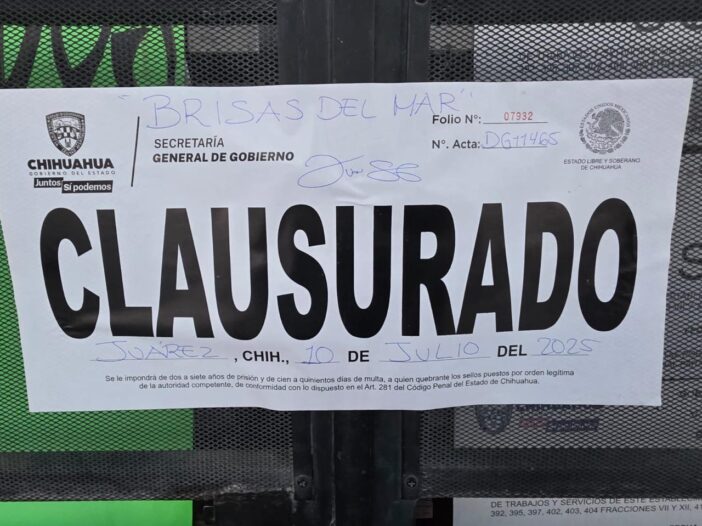 "BRISAS DEL MAR"
Folio N°: 07932
N°. Acta: DG11465
CHIHUAHUA
GOBIERNO DEL ESTADO
Juntos Sí podemos
SECRETARÍA
GENERAL DE GOBIERNO
ESTADOS UNIDOS MEXICANOS
ESTADO LIBRE Y SOBERANO
DE CHIHUAHUA
CLAUSURADO
JUÁREZ, CHIH., 10 DE JULIO DEL 2025
Se le impondrá de dos a siete años de prisión y de cien a quinientos días de multa, a quien quebrante los sellos puestos por orden legítima
de la autoridad competente, de conformidad con lo dispuesto en el Art. 281 del Código Penal del Estado de Chihuahua.
DE TRABAJOS Y SERVICIOS DE ESTE ESTABLE
392, 395, 397, 402, 403, 404 FRACCIONES VII Y XII, 41